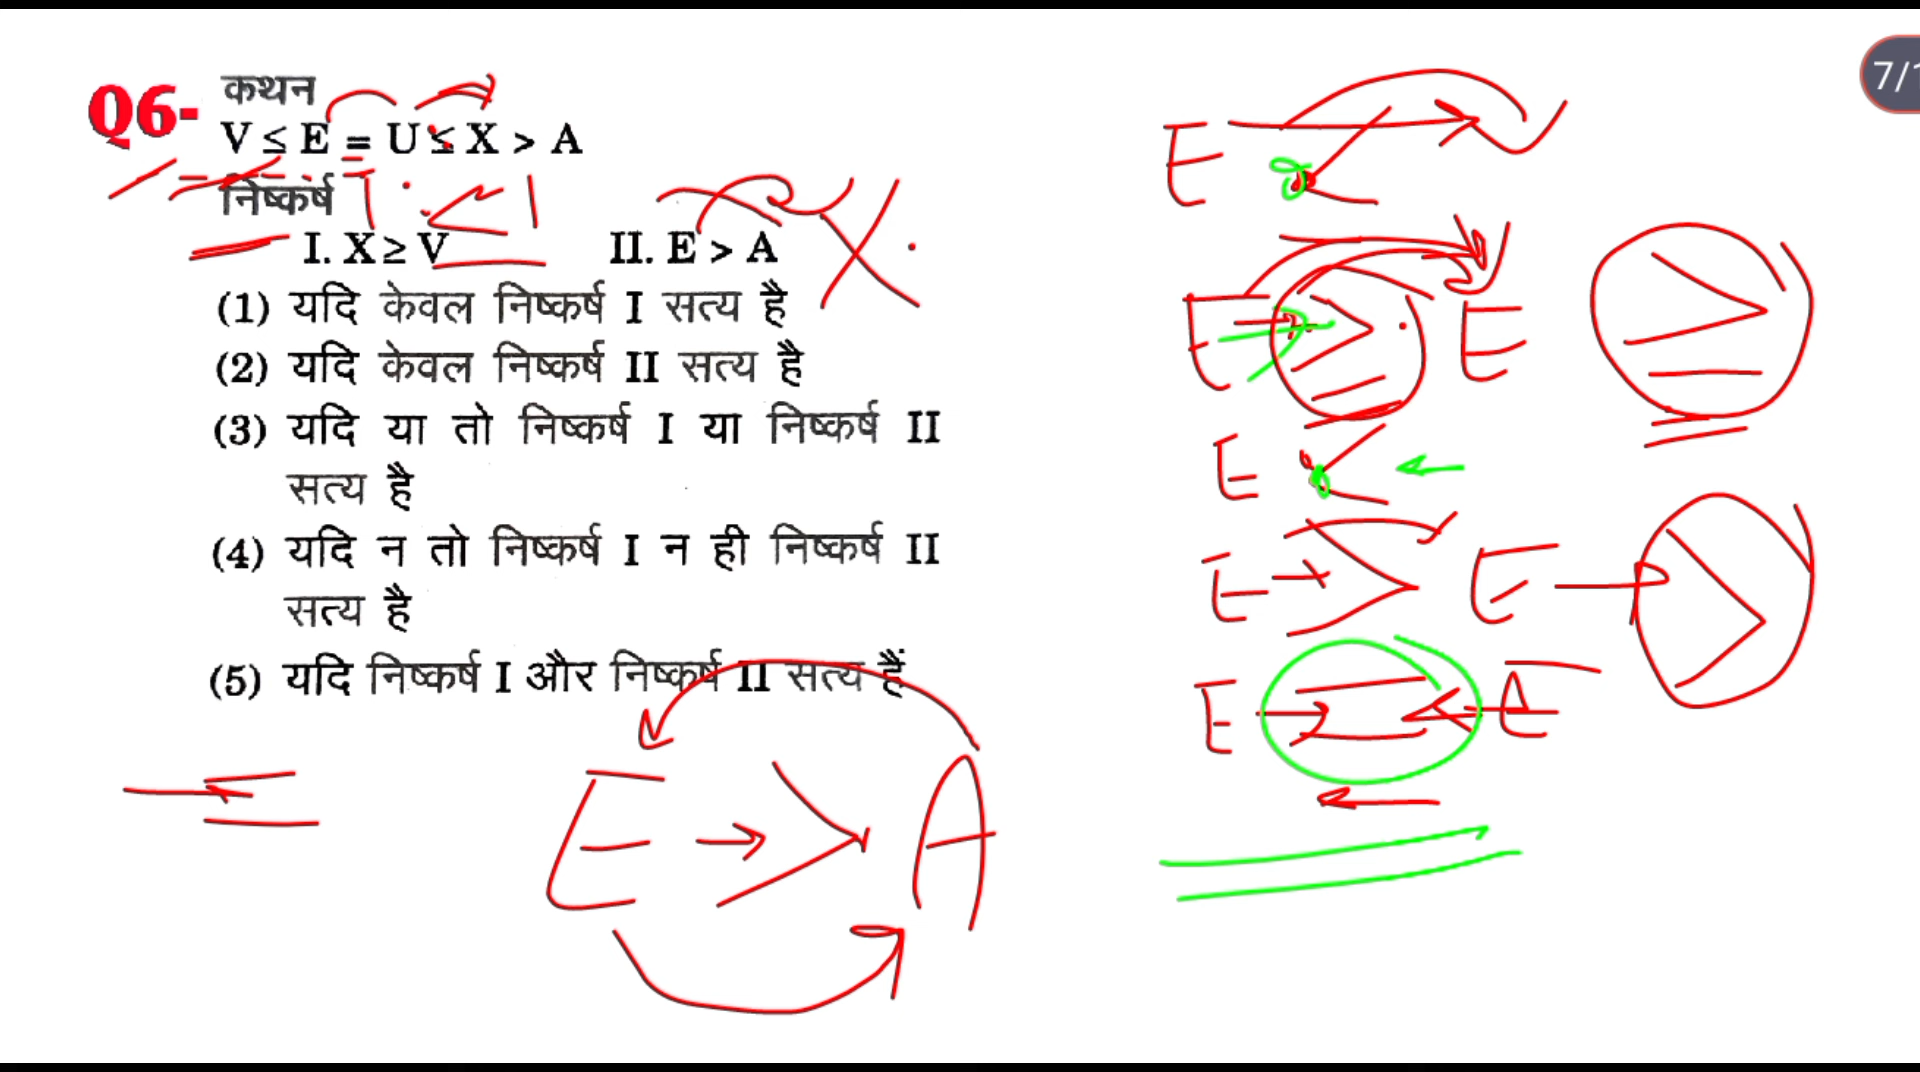 Q6- कथन
V ≤ E = U ≤ X > A
निष्कर्ष
I. X ≥ V II. E > A
(1) यदि केवल निष्कर्ष I सत्य है
(2) यदि केवल निष्कर्ष II सत्य है
(3) यदि या तो निष्कर्ष I या निष्कर्ष II
सत्य है
(4) यदि न तो निष्कर्ष I न ही निष्कर्ष II
सत्य है
(5) यदि निष्कर्ष I और निष्कर्ष II सत्य हैं
E > A
E <
E ≥ E ≥
E <
E > E >
E =
7/1